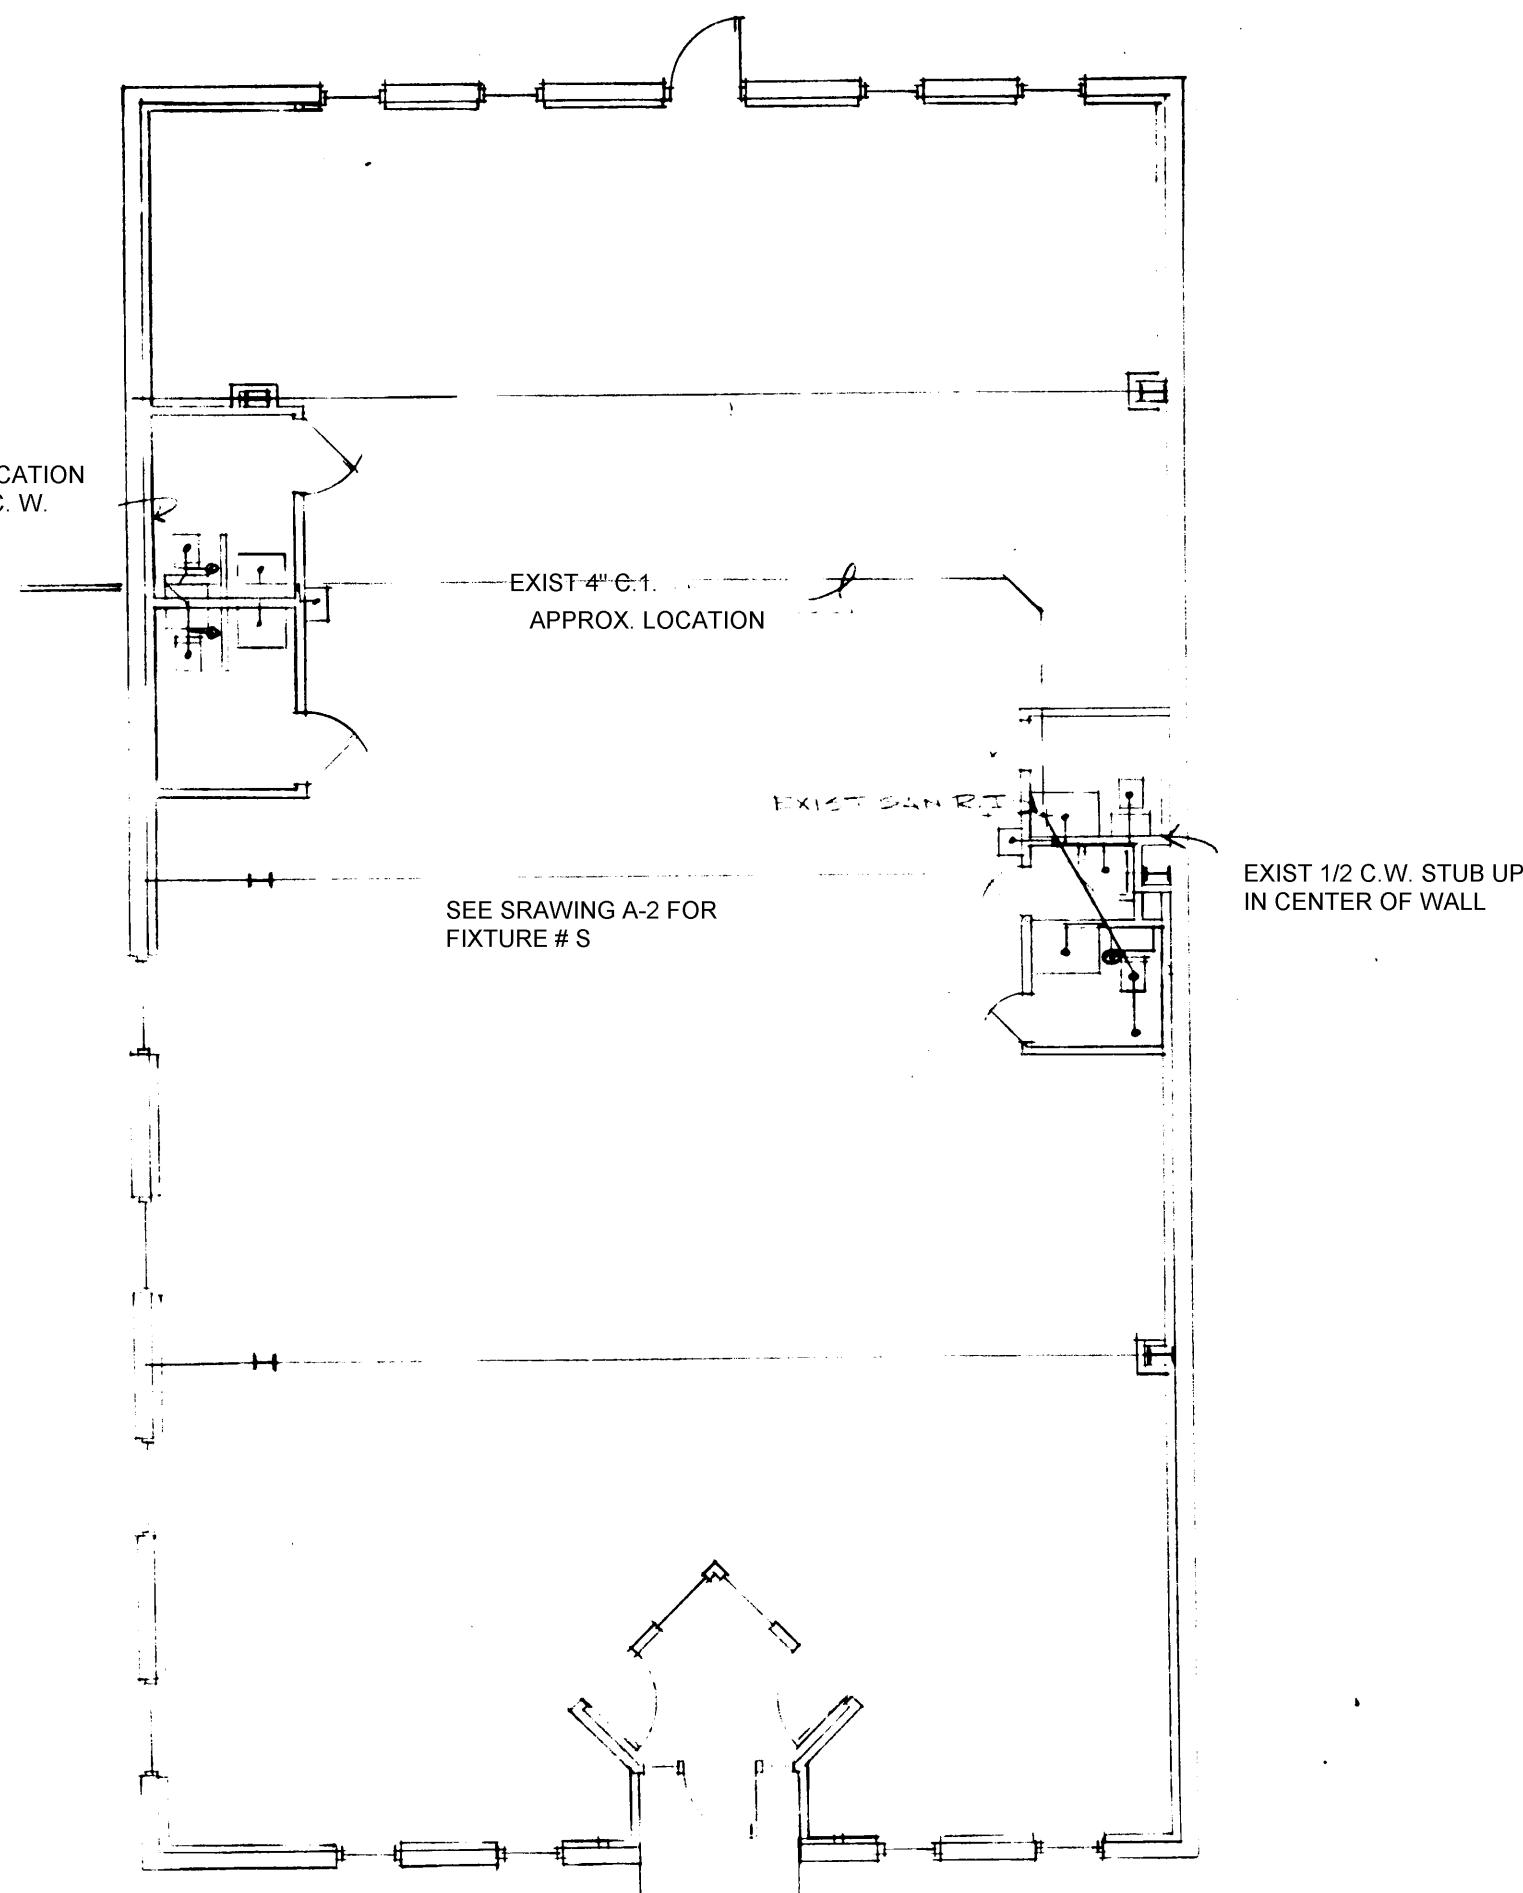 CATION
C. W.
EXIST 4" C.1.
APPROX. LOCATION
EXIST SAN R.I
EXIST 1/2 C.W. STUB UP
IN CENTER OF WALL
SEE SRAWING A-2 FOR
FIXTURE # S